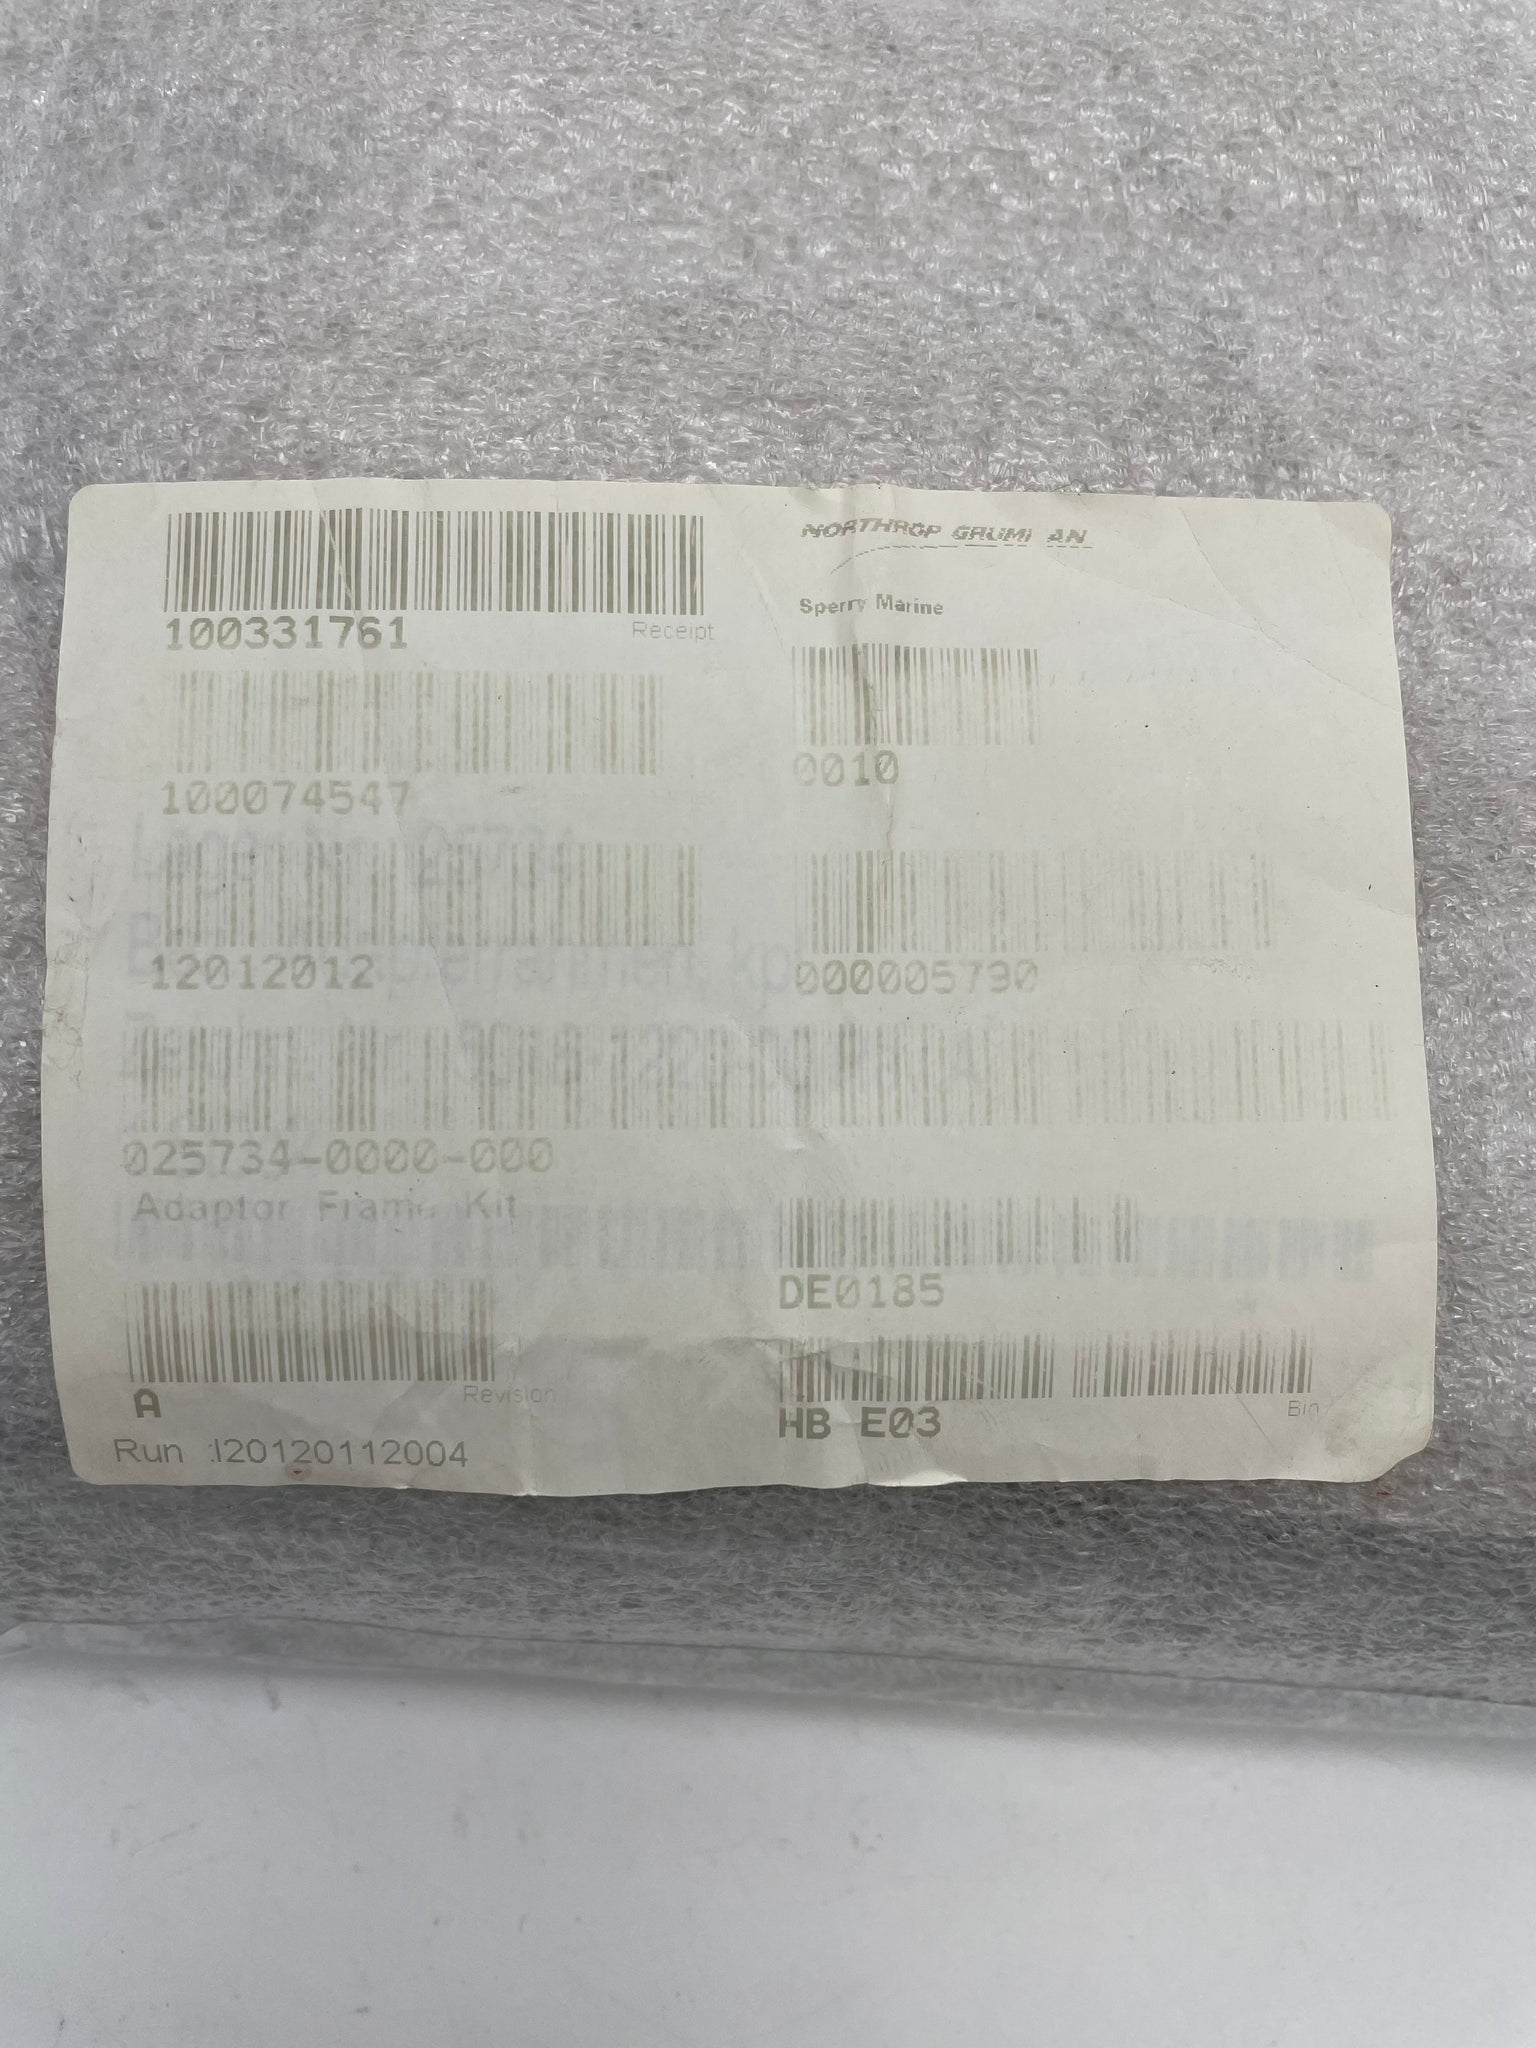 NORTHROP GRUMMAN
Sperry Marine
100331761
Receipt
100074547
0010
12012012
000005790
025734-0000-000
Adaptor Frame Kit
DE0185
A
Revision
HB E03
Bin
Run :I20120112004